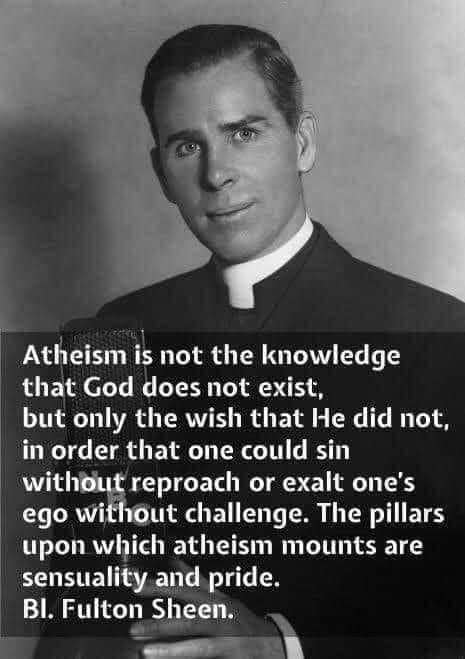 Atheism is not the knowledge
that God does not exist,
but only the wish that He did not,
in order that one could sin
without reproach or exalt one's
ego without challenge. The pillars
upon which atheism mounts are
sensuality and pride.
Bl. Fulton Sheen.
NBC